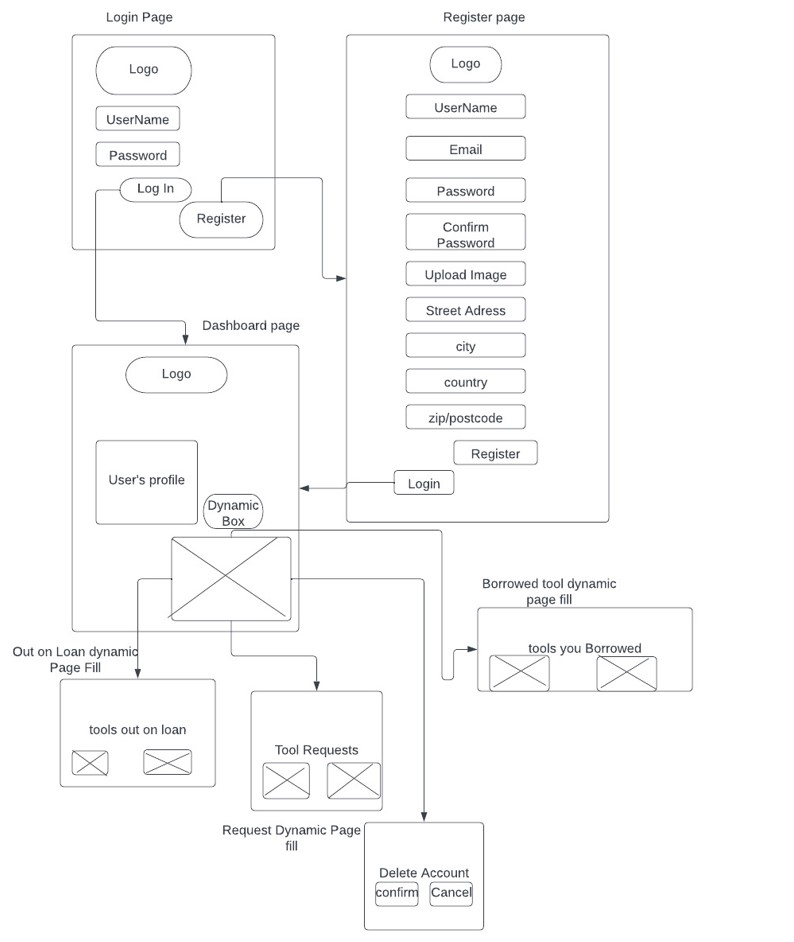 Login Page
Register page
Logo
UserName
Password
Log In
Register
Logo
UserName
Email
Password
Confirm
Password
Upload Image
Street Adress
city
country
zip/postcode
Register
Login
Dashboard page
Logo
User's profile
Dynamic
Box
Borrowed tool dynamic
page fill
tools you Borrowed
Out on Loan dynamic
Page Fill
tools out on loan
Tool Requests
Request Dynamic Page
fill
Delete Account
confirm
Cancel